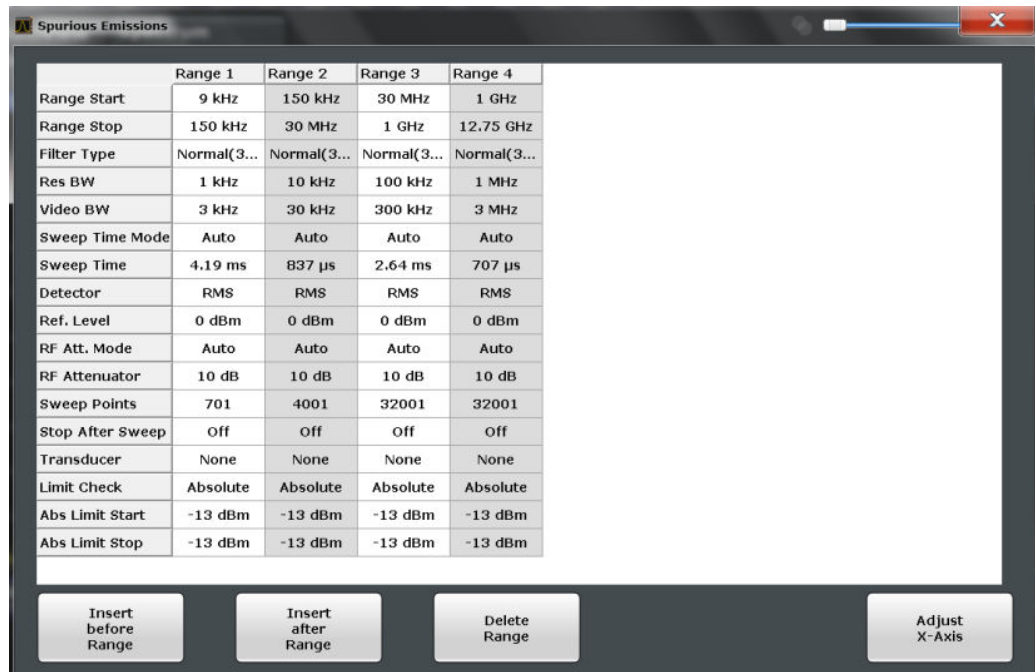 Spurious Emissions
Range 1 Range 2 Range 3 Range 4
Range Start 9 kHz 150 kHz 30 MHz 1 GHz
Range Stop 150 kHz 30 MHz 1 GHz 12.75 GHz
Filter Type Normal(3... Normal(3... Normal(3... Normal(3...
Res BW 1 kHz 10 kHz 100 kHz 1 MHz
Video BW 3 kHz 30 kHz 300 kHz 3 MHz
Sweep Time Mode Auto Auto Auto Auto
Sweep Time 4.19 ms 837 µs 2.64 ms 707 µs
Detector RMS RMS RMS RMS
Ref. Level 0 dBm 0 dBm 0 dBm 0 dBm
RF Att. Mode Auto Auto Auto Auto
RF Attenuator 10 dB 10 dB 10 dB 10 dB
Sweep Points 701 4001 32001 32001
Stop After Sweep Off Off Off Off
Transducer None None None None
Limit Check Absolute Absolute Absolute Absolute
Abs Limit Start -13 dBm -13 dBm -13 dBm -13 dBm
Abs Limit Stop -13 dBm -13 dBm -13 dBm -13 dBm
Insert
before
Range
Insert
after
Range
Delete
Range
Adjust
X-Axis